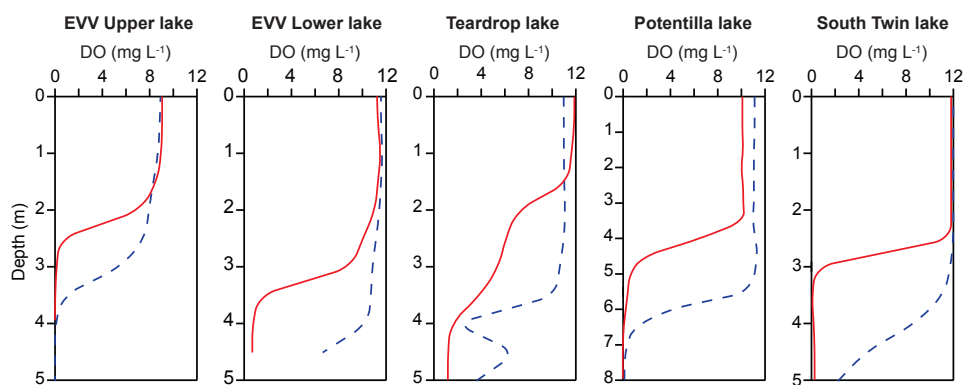 EVV Upper lake EVV Lower lake Teardrop lake Potentilla lake South Twin lake
DO (mg L⁻¹) DO (mg L⁻¹) DO (mg L⁻¹) DO (mg L⁻¹) DO (mg L⁻¹)
0 4 8 12 0 4 8 12 0 4 8 12 0 4 8 12 0 4 8 12
0 0 0 0 0
1 1 1 1 1
2 2 2 2 2
3 3 3 3 3
4 4 4 4 4
5 5 5 5 5
6
7
8
Depth (m)